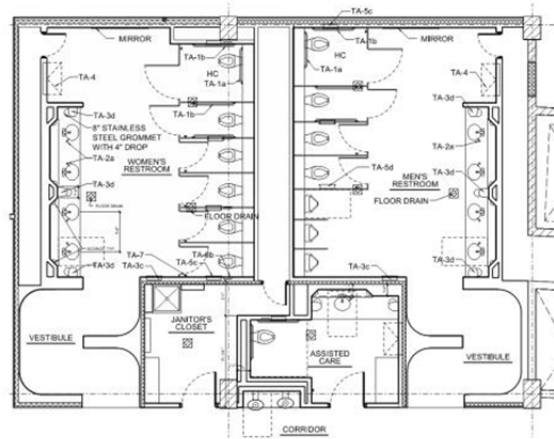 TA-5c
MIRROR
TA-1b
TA-1b
MIRROR
HC
HC
TA-4
TA-1a
TA-1a
TA-4
TA-3d
TA-1b
TA-3d
8" STAINLESS
STEEL GROMMET
WITH 4" DROP
TA-2a
TA-2a
WOMEN'S
RESTROOM
TA-5d
TA-3d
TA-3d
MEN'S
RESTROOM
FLOOR DRAIN
FLOOR DRAIN
FLOOR DRAIN
TA-7
TA-6b
TA-3d
TA-3c
TA-5c
TA-3c
TA-3d
JANITOR'S
CLOSET
VESTIBULE
ASSISTED
CARE
VESTIBULE
CORRIDOR